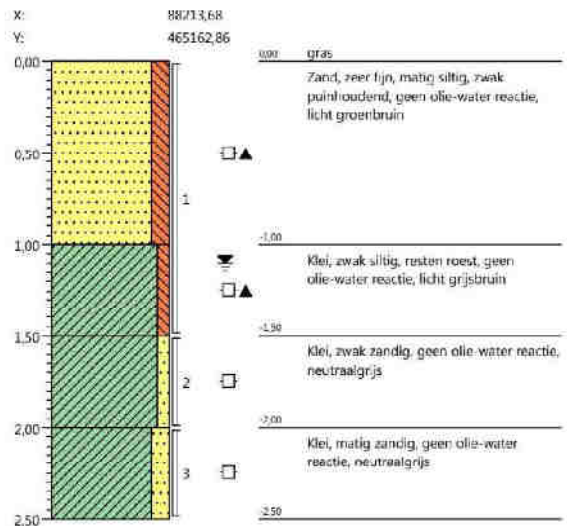 X: 88213,68
Y: 465162,86
0,00 gras
0,00
Zand, zeer fijn, matig siltig, zwak
puinhoudend, geen olie-water reactie,
licht groenbruin
0,50
1
1,00
-1,00
Klei, zwak siltig, resten roest, geen
olie-water reactie, licht grijsbruin
1,50
-1,50
Klei, zwak zandig, geen olie-water reactie,
neutraalgrijs
2
2,00
-2,00
Klei, matig zandig, geen olie-water
reactie, neutraalgrijs
3
2,50
-2,50